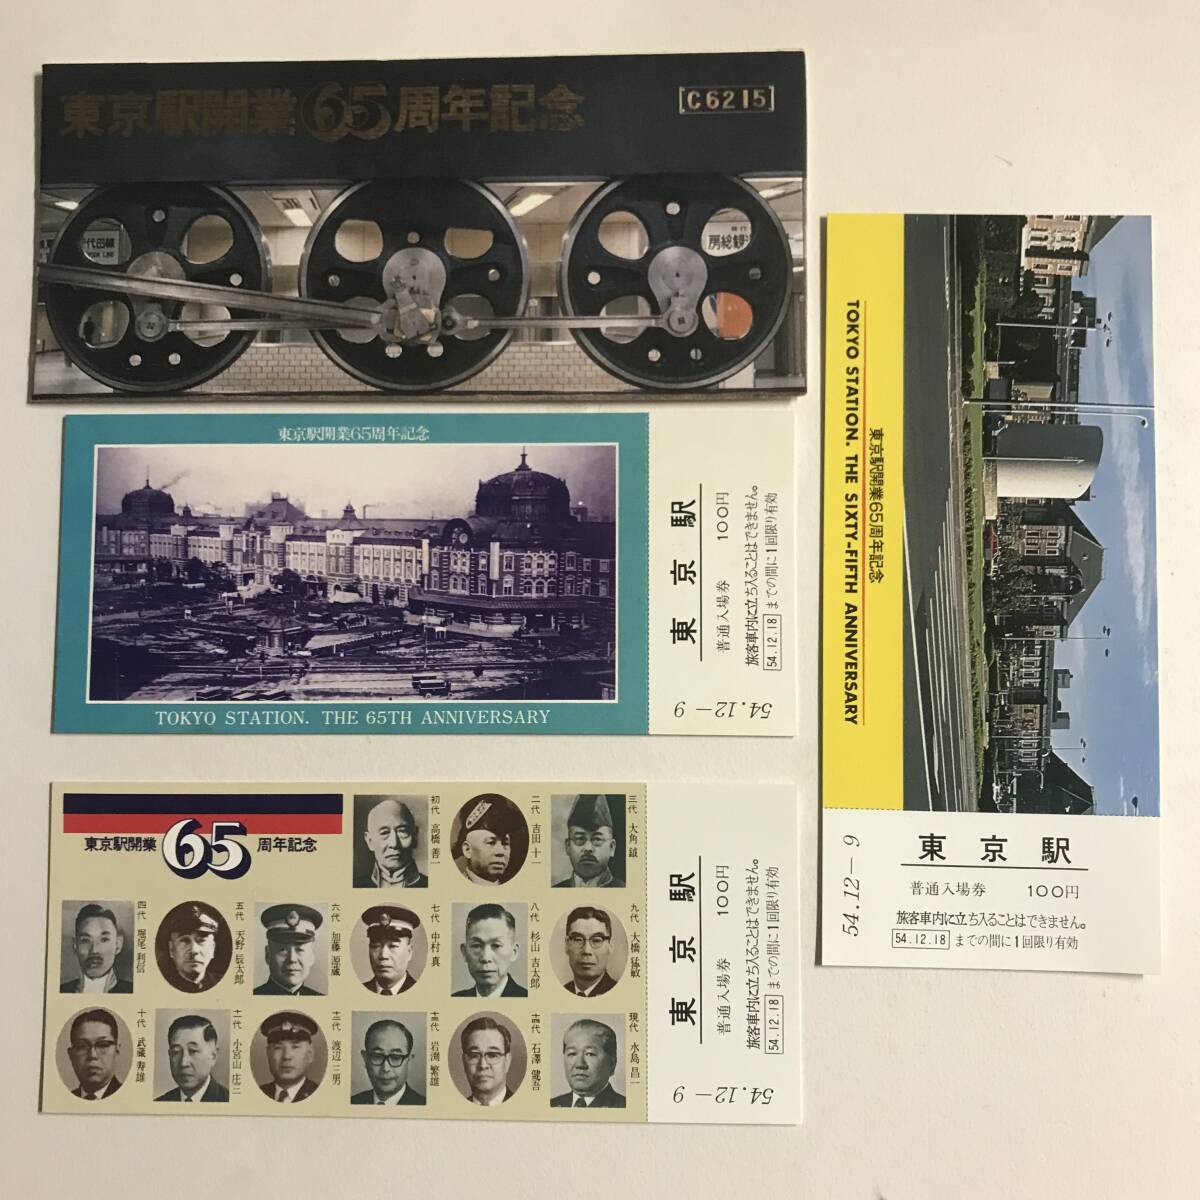 東京駅開業65周年記念
[C6215]
代田線
房総観
東京駅開業65周年記念
TOKYO STATION. THE 65TH ANNIVERSARY
東京駅
普通入場券 100円
旅客車内に立ち入ることはできません。
54.12.18 までの間に1回限り有効
54.12-9
TOKYO STATION. THE SIXTY-FIFTH ANNIVERSARY
東京駅開業65周年記念
東京駅
普通入場券 100円
旅客車内に立ち入ることはできません。
54.12.18 までの間に1回限り有効
54.12-9
東京駅開業65周年記念
初代 高橋善一
二代 吉田十一
三代 大角鉞
四代 堀尾利信
五代 天野辰太郎
六代 加藤源蔵
七代 中村真
八代 杉山吉太郎
九代 大橋猛敏
十代 武蔵寿雄
十一代 小宮山庄三
十二代 渡辺三男
十三代 岩渕繁雄
十四代 石澤健吾
現代 水島昌一
東京駅
普通入場券 100円
旅客車内に立ち入ることはできません。
54.12.18 までの間に1回限り有効
54.12-9